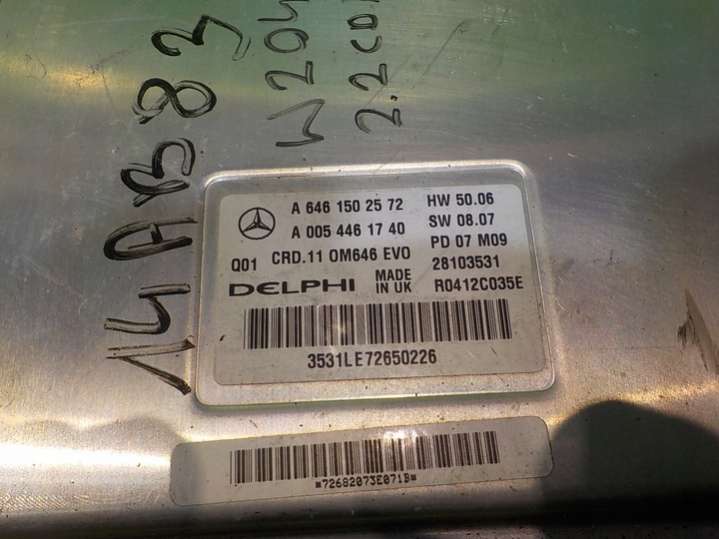 14AB83
W204
2.2CDI
A 646 150 25 72 HW 50.06
A 005 446 17 40 SW 08.07
PD 07 M09
Q01 CRD.11 OM646 EVO 28103531
DELPHI MADE IN UK R0412C035E
3531LE72650226
=72682073E071B=